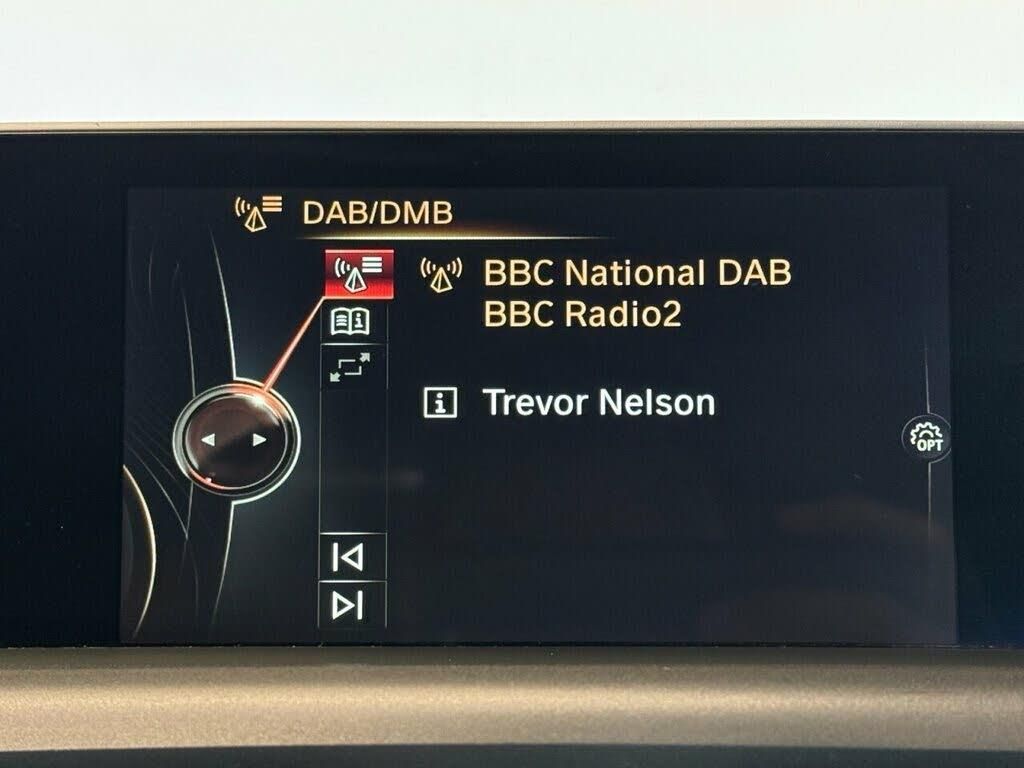 DAB/DMB
BBC National DAB
BBC Radio2
Trevor Nelson
OPT